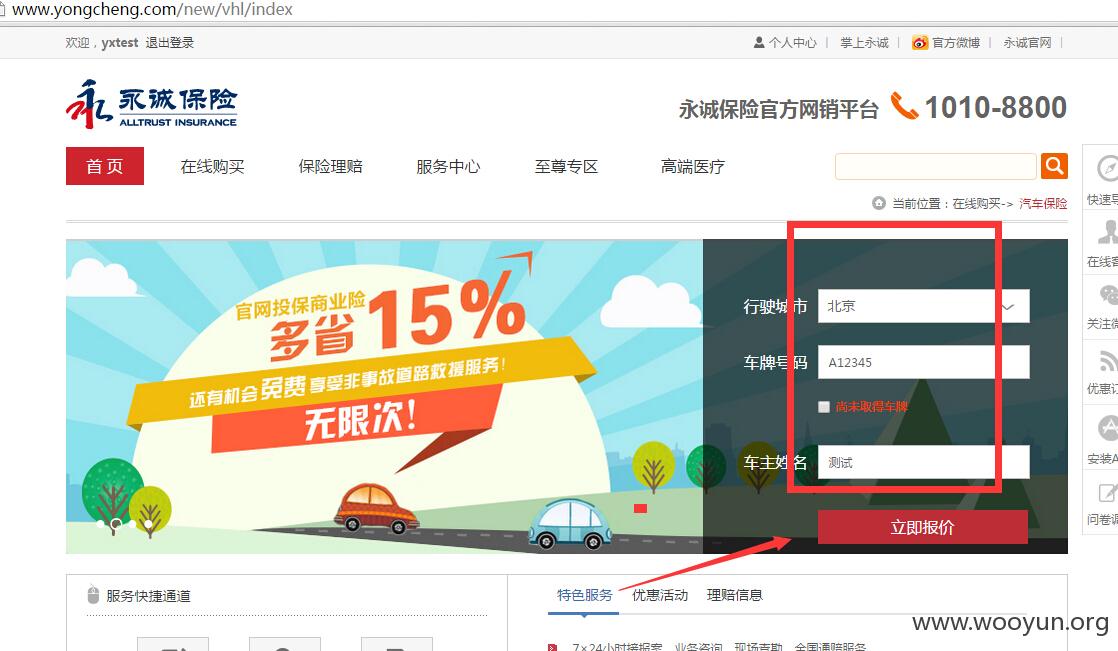 www.yongcheng.com/new/vhl/index
欢迎，yxtest 退出登录
个人中心 | 掌上永诚 | 官方微博 | 永诚官网 |
永诚保险
ALLTRUST INSURANCE
永诚保险官方网销平台 1010-8800
首页 在线购买 保险理赔 服务中心 至尊专区 高端医疗
当前位置：在线购买-> 汽车保险
官网投保商业险
多省15%
还有机会免费享受非事故道路救援服务！
无限次！
行驶城市 北京
车牌号码 A12345
尚未取得车牌
车主姓名 测试
立即报价
快速
在线
关注
优惠
安装A
问卷
服务快捷通道
特色服务 优惠活动 理赔信息
7×24小时接报案 业务咨询 现场查勘 全国通赔服务
www.wooyun.org